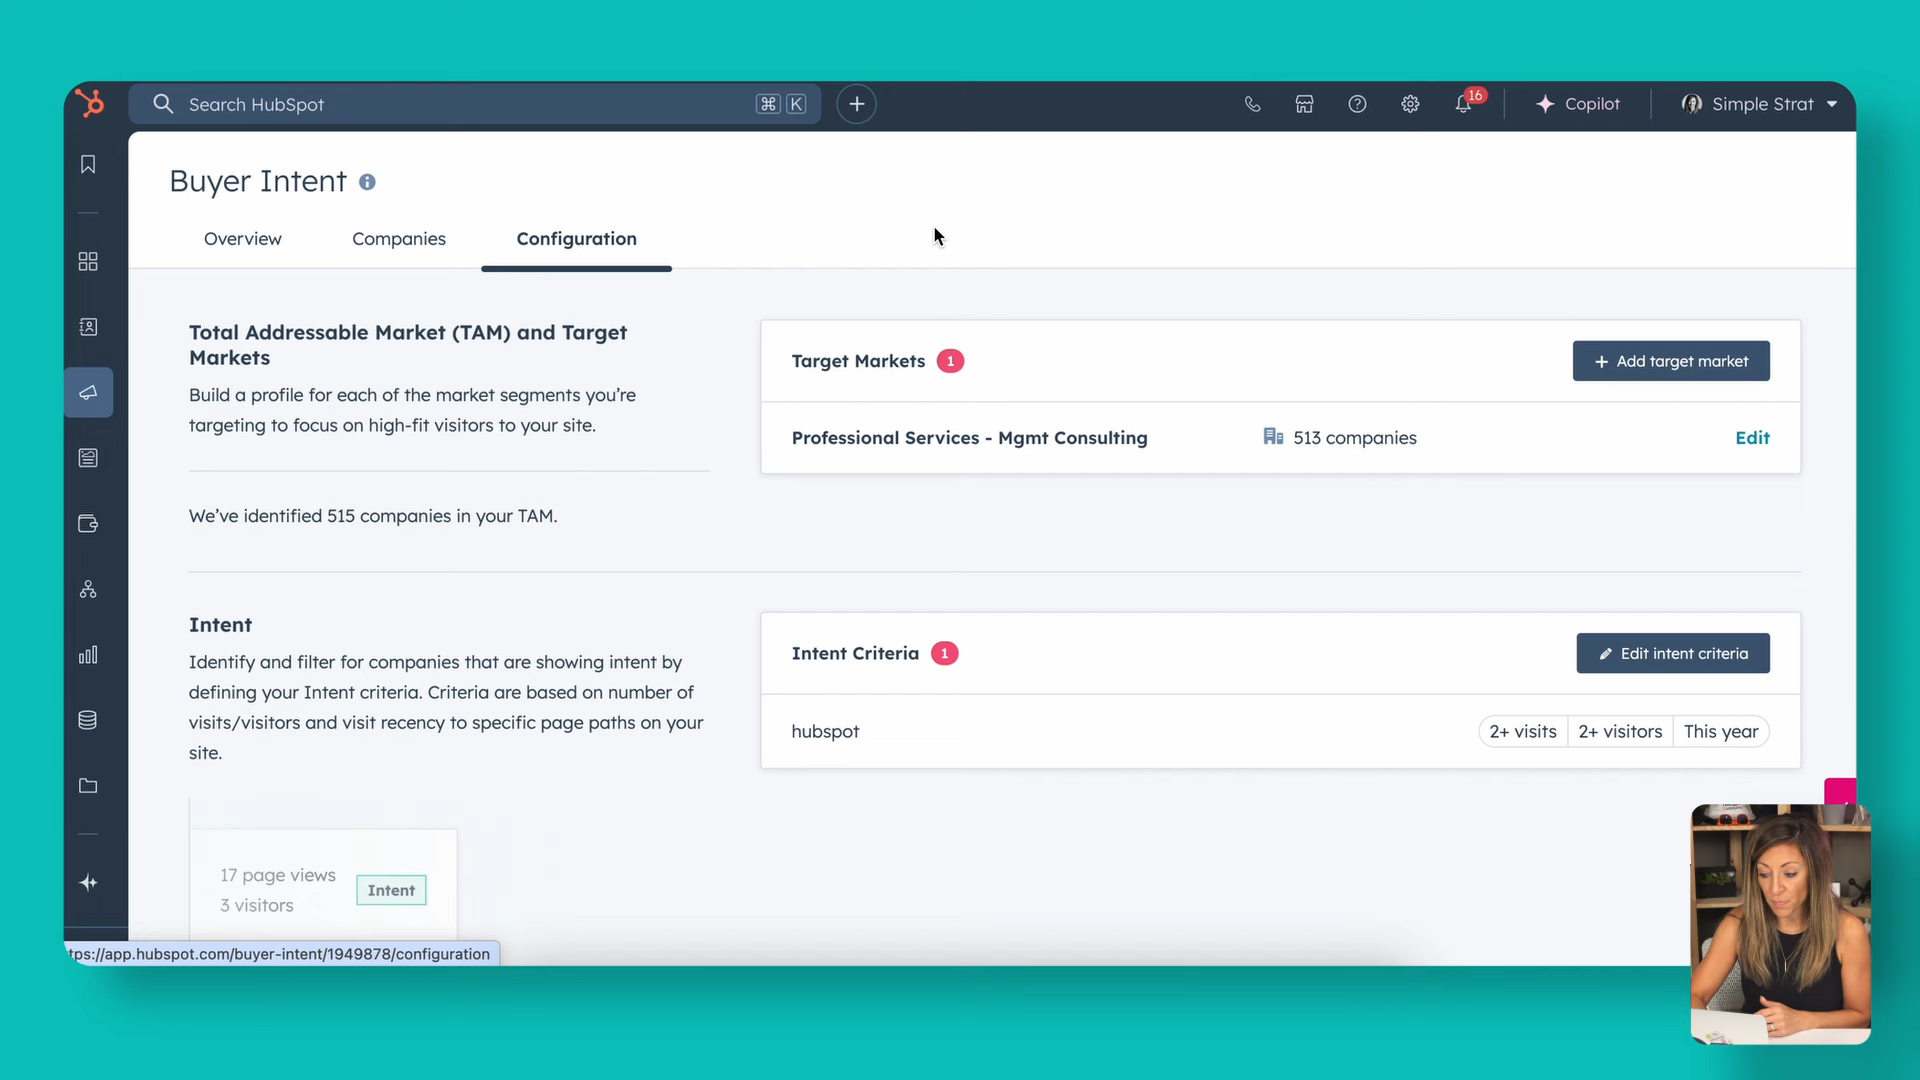 Search HubSpot
⌘ K
16
Copilot
Simple Strat
Buyer Intent
Overview
Companies
Configuration
Total Addressable Market (TAM) and Target
Markets
Build a profile for each of the market segments you’re
targeting to focus on high-fit visitors to your site.
We’ve identified 515 companies in your TAM.
Target Markets 1
+ Add target market
Professional Services - Mgmt Consulting
513 companies
Edit
Intent
Identify and filter for companies that are showing intent by
defining your Intent criteria. Criteria are based on number of
visits/visitors and visit recency to specific page paths on your
site.
Intent Criteria 1
Edit intent criteria
hubspot
2+ visits
2+ visitors
This year
17 page views
3 visitors
Intent
tps://app.hubspot.com/buyer-intent/1949878/configuration